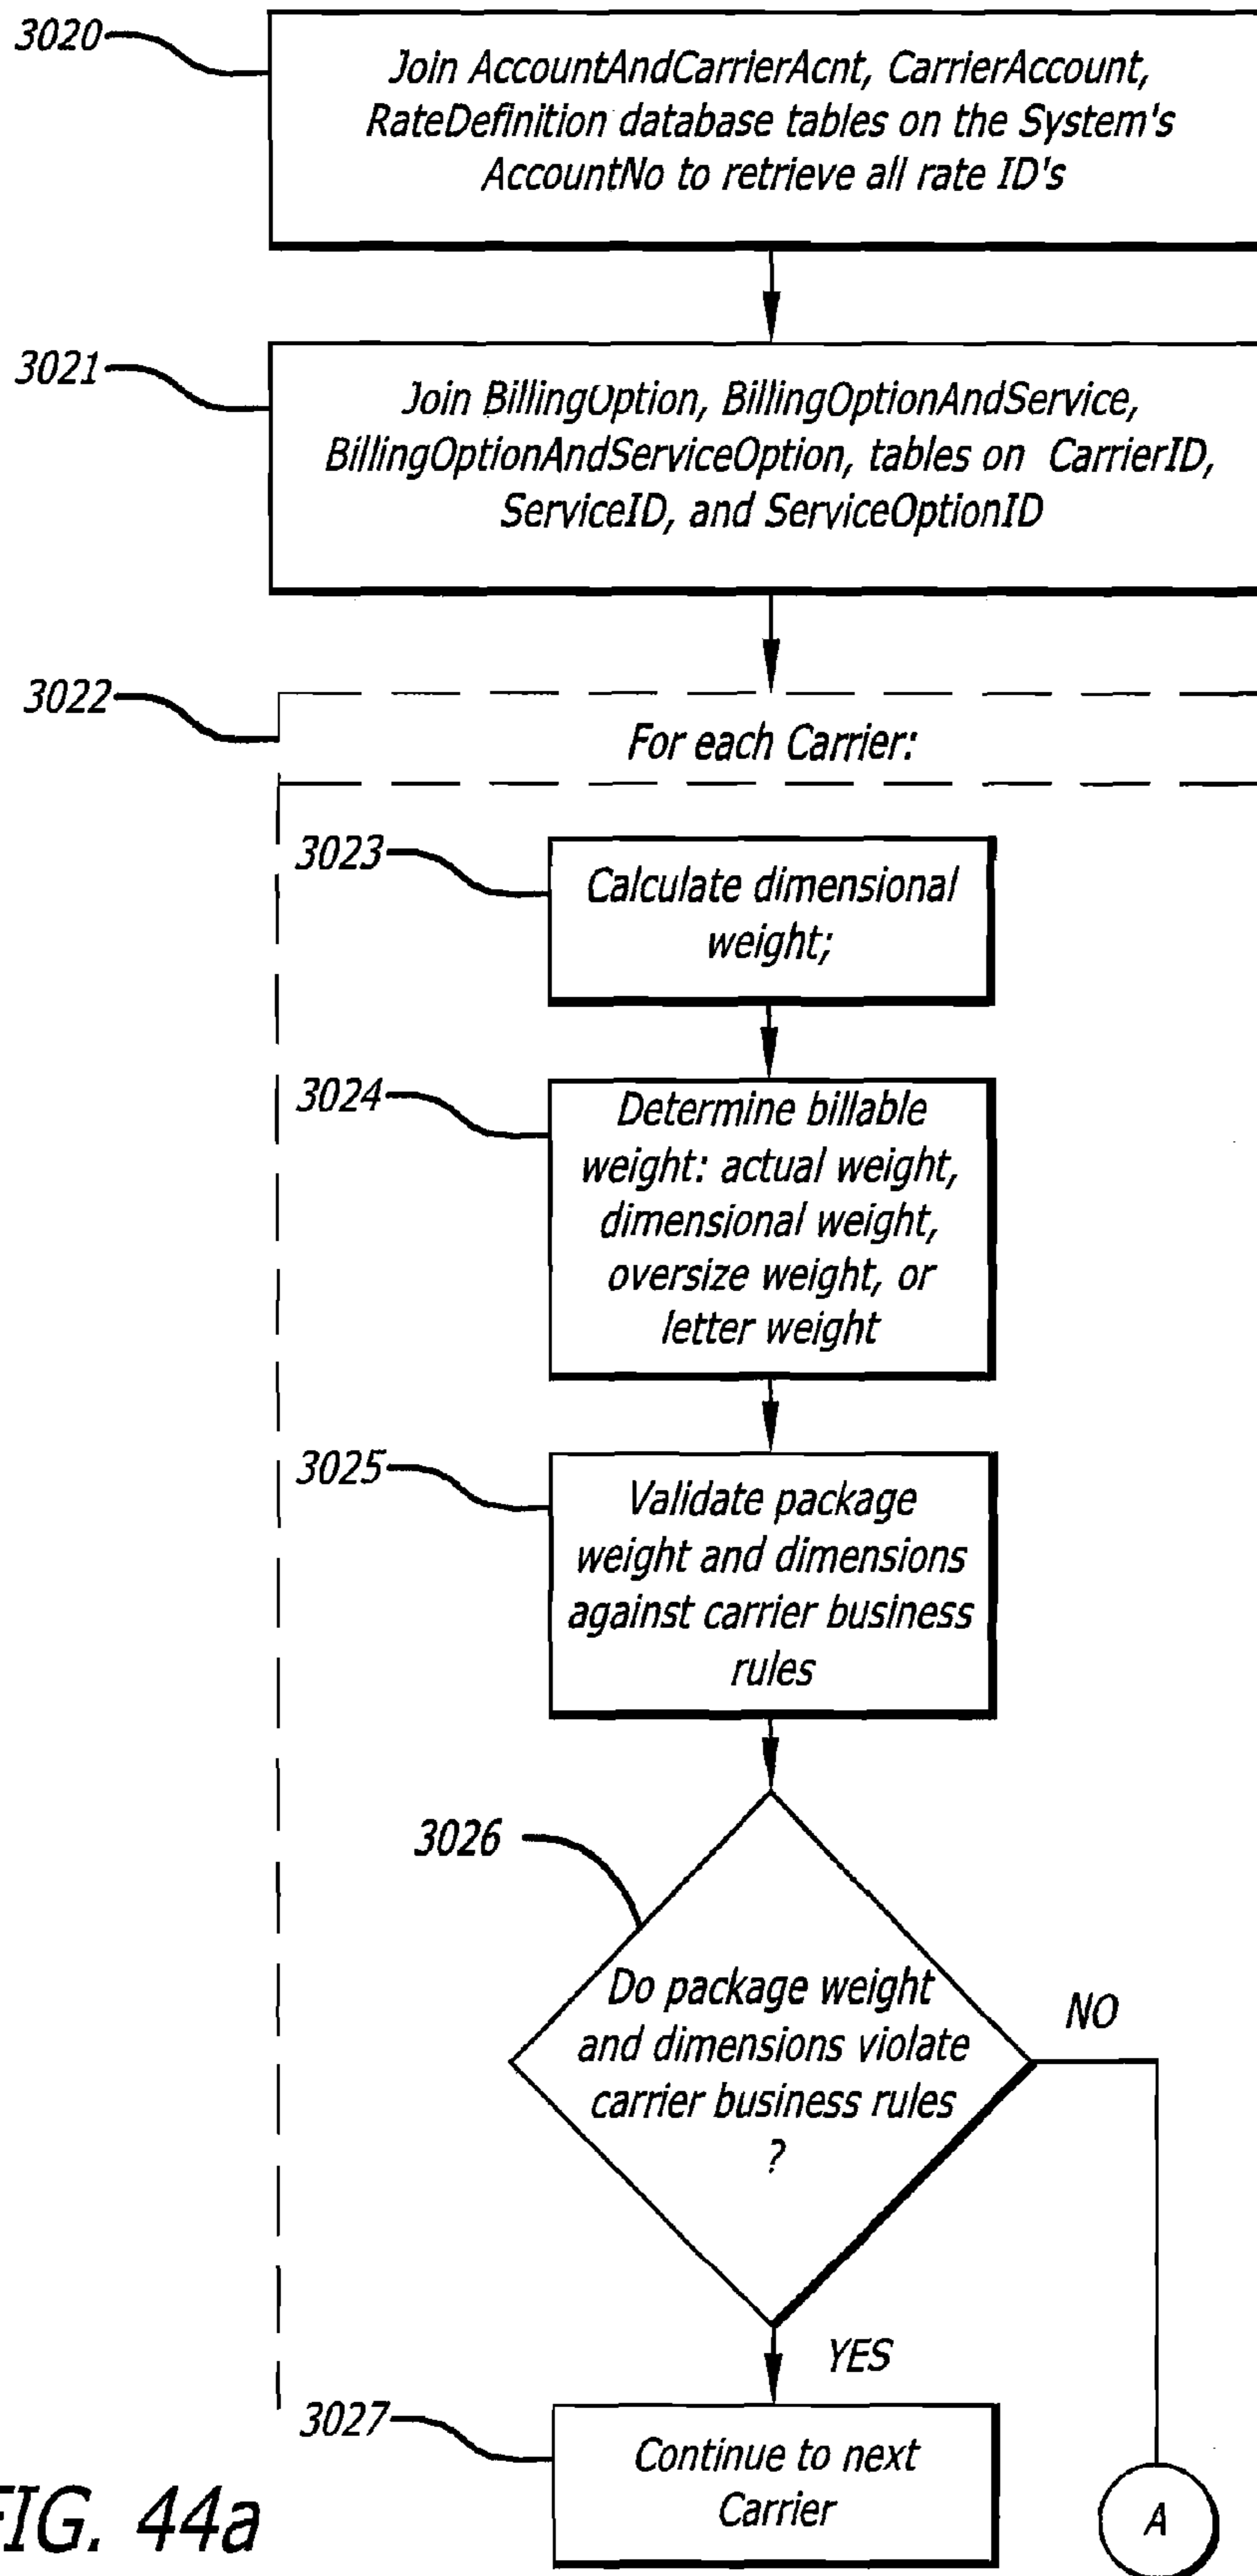 3020
Join AccountAndCarrierAcnt, CarrierAccount,
RateDefinition database tables on the System's
AccountNo to retrieve all rate ID's
3021
Join BillingOption, BillingOptionAndService,
BillingOptionAndServiceOption, tables on CarrierID,
ServiceID, and ServiceOptionID
3022
For each Carrier:
3023
Calculate dimensional
weight;
3024
Determine billable
weight: actual weight,
dimensional weight,
oversize weight, or
letter weight
3025
Validate package
weight and dimensions
against carrier business
rules
3026
Do package weight
and dimensions violate
carrier business rules
?
NO
YES
3027
Continue to next
Carrier
A
FIG. 44a